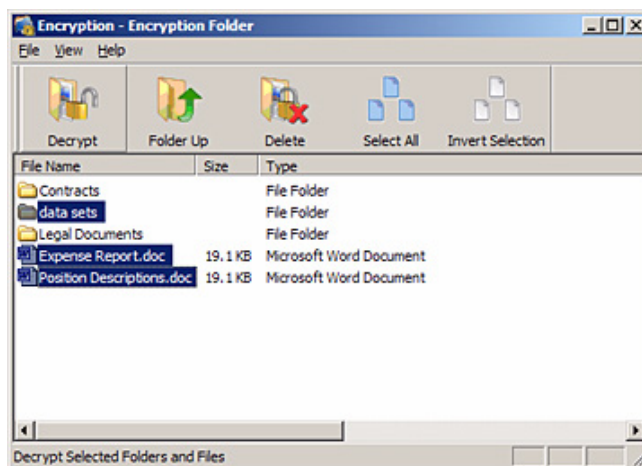 Encryption - Encryption Folder
File View Help
Decrypt Folder Up Delete Select All Invert Selection
File Name Size Type
Contracts File Folder
data sets File Folder
Legal Documents File Folder
Expense Report.doc 19.1 KB Microsoft Word Document
Position Descriptions.doc 19.1 KB Microsoft Word Document
Decrypt Selected Folders and Files